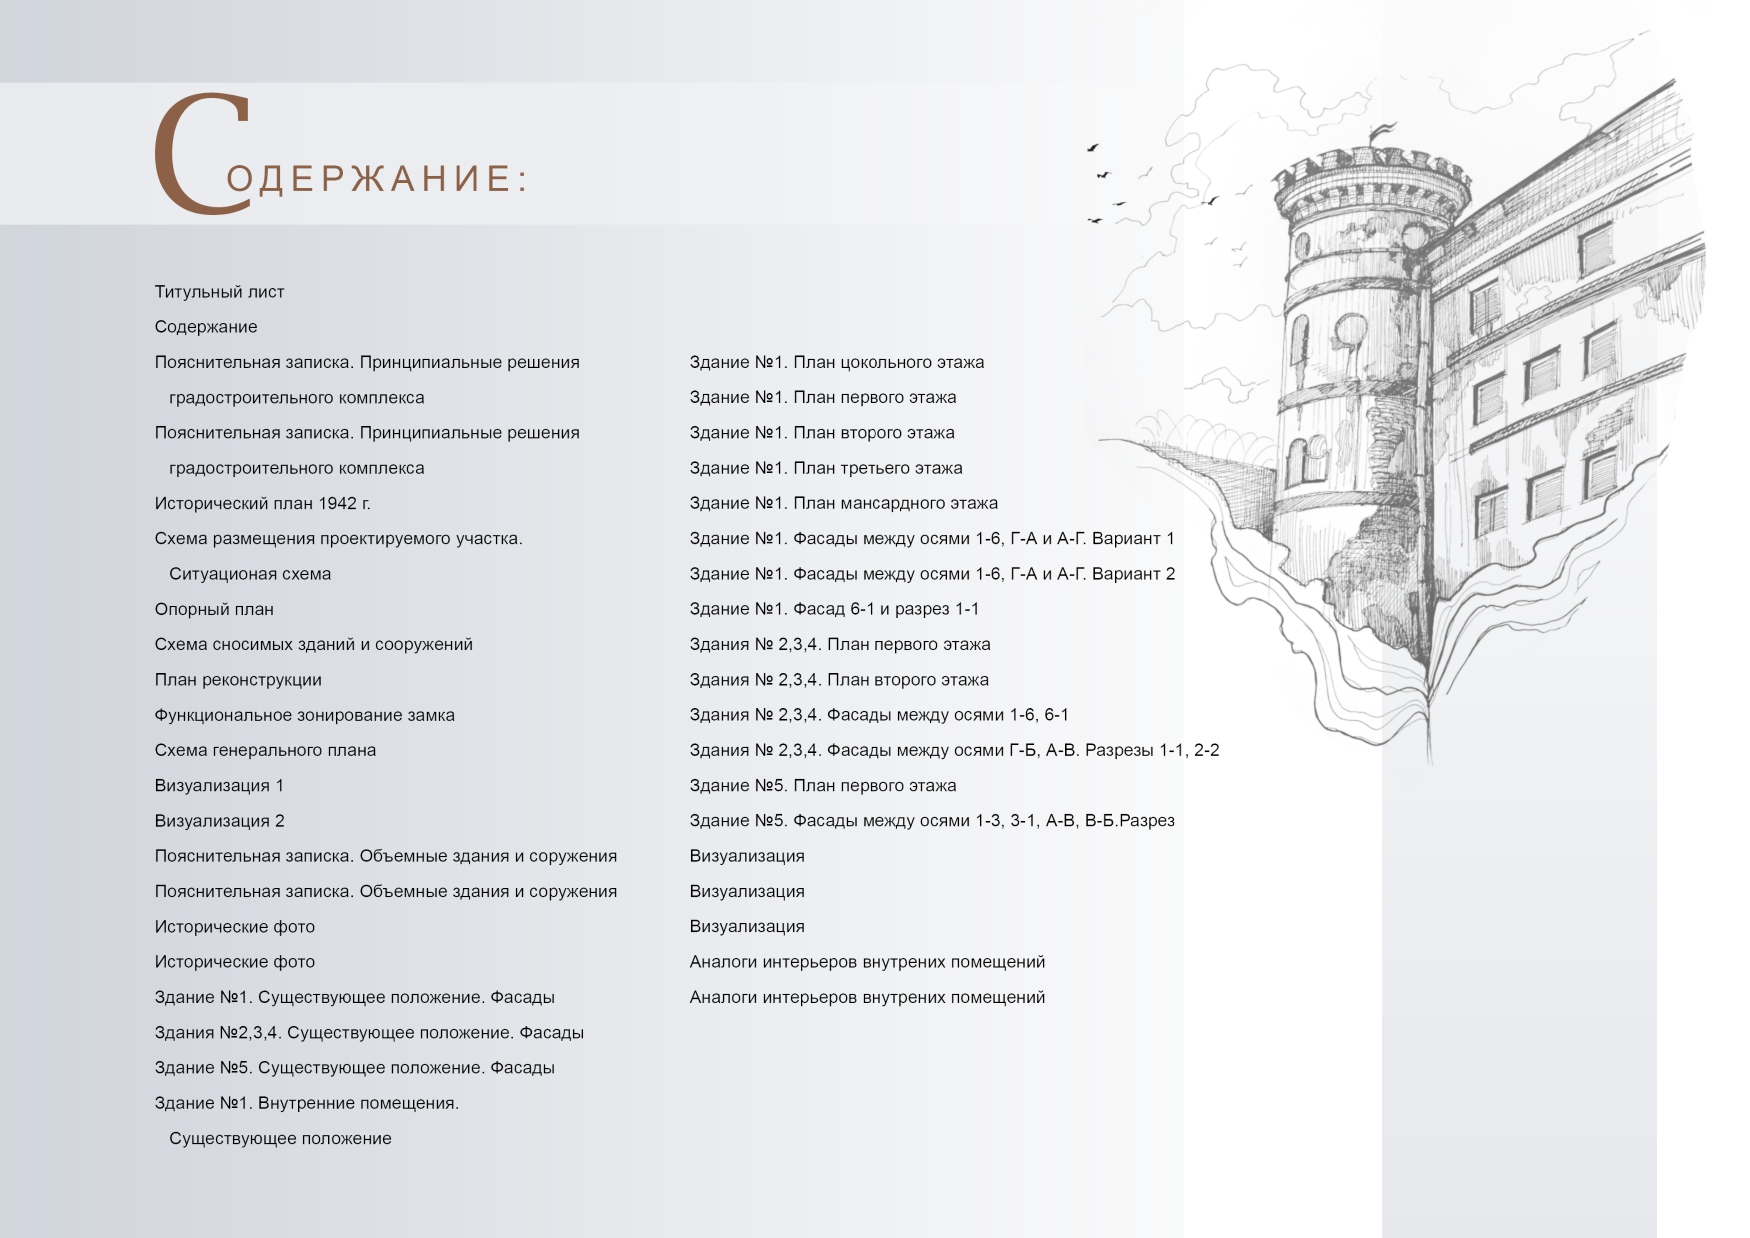 Содержание:
Титульный лист
Содержание
Пояснительная записка. Принципиальные решения
градостроительного комплекса
Пояснительная записка. Принципиальные решения
градостроительного комплекса
Исторический план 1942 г.
Схема размещения проектируемого участка.
Ситуационая схема
Опорный план
Схема сносимых зданий и сооружений
План реконструкции
Функциональное зонирование замка
Схема генерального плана
Визуализация 1
Визуализация 2
Пояснительная записка. Объемные здания и соружения
Пояснительная записка. Объемные здания и соружения
Исторические фото
Исторические фото
Здание №1. Существующее положение. Фасады
Здания №2,3,4. Существующее положение. Фасады
Здание №5. Существующее положение. Фасады
Здание №1. Внутренние помещения.
Существующее положение
Здание №1. План цокольного этажа
Здание №1. План первого этажа
Здание №1. План второго этажа
Здание №1. План третьего этажа
Здание №1. План мансардного этажа
Здание №1. Фасады между осями 1-6, Г-А и А-Г. Вариант 1
Здание №1. Фасады между осями 1-6, Г-А и А-Г. Вариант 2
Здание №1. Фасад 6-1 и разрез 1-1
Здания № 2,3,4. План первого этажа
Здания № 2,3,4. План второго этажа
Здания № 2,3,4. Фасады между осями 1-6, 6-1
Здания № 2,3,4. Фасады между осями Г-Б, А-В. Разрезы 1-1, 2-2
Здание №5. План первого этажа
Здание №5. Фасады между осями 1-3, 3-1, А-В, В-Б.Разрез
Визуализация
Визуализация
Визуализация
Аналоги интерьеров внутрених помещений
Аналоги интерьеров внутрених помещений